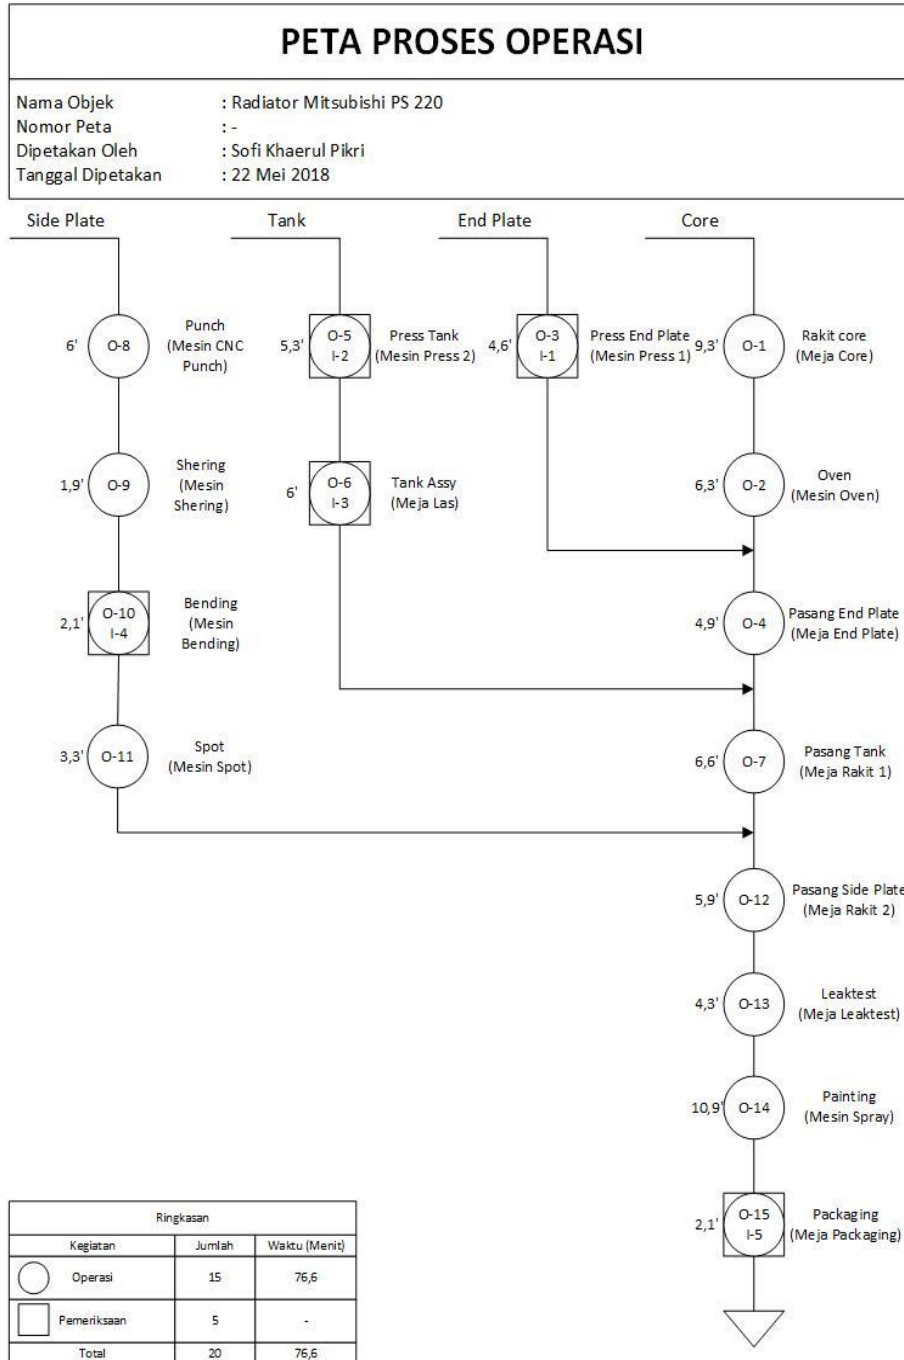 PETA PROSES OPERASI
Nama Objek : Radiator Mitsubishi PS 220
Nomor Peta : -
Dipetakan Oleh : Sofi Khaerul Pikri
Tanggal Dipetakan : 22 Mei 2018
Side Plate
Tank
End Plate
Core
6'
O-8
Punch
(Mesin CNC
Punch)
5,3'
O-5
I-2
Press Tank
(Mesin Press 2)
4,6'
O-3
I-1
Press End Plate
(Mesin Press 1)
9,3'
O-1
Rakit core
(Meja Core)
1,9'
O-9
Shering
(Mesin
Shering)
6'
O-6
I-3
Tank Assy
(Meja Las)
6,3'
O-2
Oven
(Mesin Oven)
2,1'
O-10
I-4
Bending
(Mesin
Bending)
4,9'
O-4
Pasang End Plate
(Meja End Plate)
3,3'
O-11
Spot
(Mesin Spot)
6,6'
O-7
Pasang Tank
(Meja Rakit 1)
5,9'
O-12
Pasang Side Plate
(Meja Rakit 2)
4,3'
O-13
Leaktest
(Meja Leaktest)
10,9'
O-14
Painting
(Mesin Spray)
2,1'
O-15
I-5
Packaging
(Meja Packaging)
Ringkasan
Kegiatan Jumlah Waktu (Menit)
Operasi 15 76,6
Pemeriksaan 5 -
Total 20 76,6